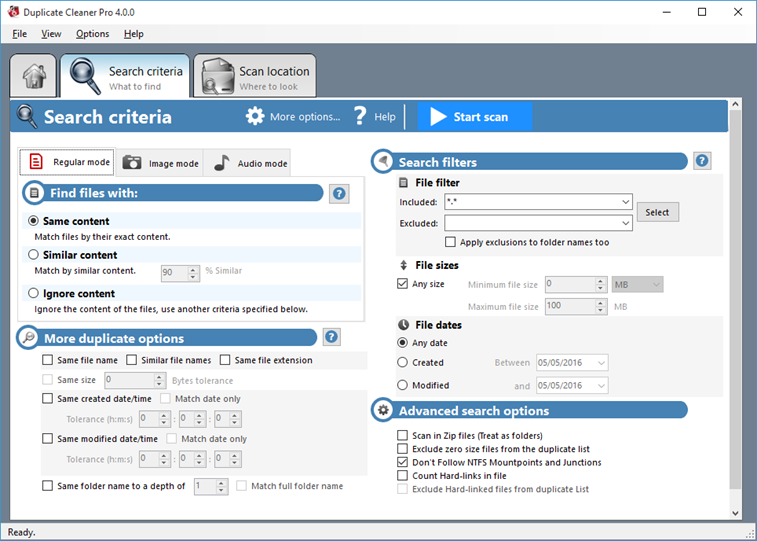 Duplicate Cleaner Pro 4.0.0
File View Options Help
Search criteria
What to find
Scan location
Where to look
Search criteria
More options...
Help
Start scan
Regular mode
Image mode
Audio mode
Find files with:
?
Same content
Match files by their exact content.
Similar content
Match by similar content. 90 % Similar
Ignore content
Ignore the content of the files, use another criteria specified below.
More duplicate options
?
Same file name Similar file names Same file extension
Same size 0 Bytes tolerance
Same created date/time Match date only
Tolerance (h:m:s) 0 : 0 : 0
Same modified date/time Match date only
Tolerance (h:m:s) 0 : 0 : 0
Same folder name to a depth of 1 Match full folder name
Search filters
?
File filter
Included: *.*
Excluded:
Select
Apply exclusions to folder names too
File sizes
Any size Minimum file size 0 MB
Maximum file size 100 MB
File dates
Any date
Created Between 05/05/2016
Modified and 05/05/2016
Advanced search options
Scan in Zip files (Treat as folders)
Exclude zero size files from the duplicate list
Don't Follow NTFS Mountpoints and Junctions
Count Hard-links in file
Exclude Hard-linked files from duplicate List
Ready.